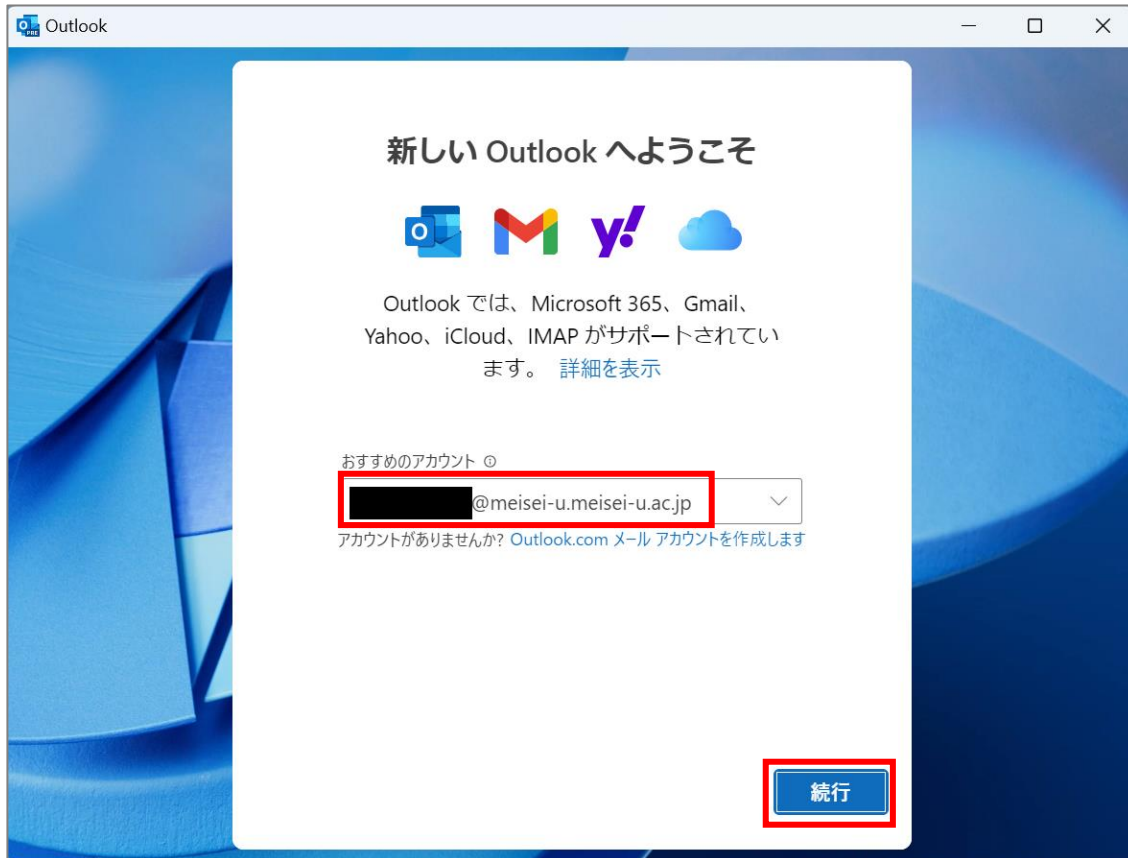 Outlook
新しい Outlook へようこそ
Outlook では、Microsoft 365、Gmail、
Yahoo、iCloud、IMAP がサポートされてい
ます。 詳細を表示
おすすめのアカウント
@meisei-u.meisei-u.ac.jp
アカウントがありませんか? Outlook.com メール アカウントを作成します
続行